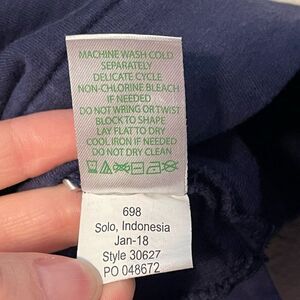 MACHINE WASH COLD
SEPARATELY
DELICATE CYCLE
NON-CHLORINE BLEACH
IF NEEDED
DO NOT WRING OR TWIST
BLOCK TO SHAPE
LAY FLAT TO DRY
COOL IRON IF NEEDED
DO NOT DRY CLEAN
698
Solo, Indonesia
Jan-18
Style 30627
PO 048672